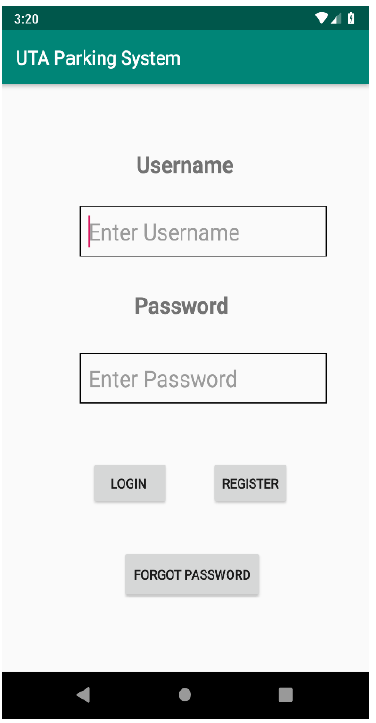 3:20
UTA Parking System
Username
Enter Username
Password
Enter Password
LOGIN REGISTER
FORGOT PASSWORD